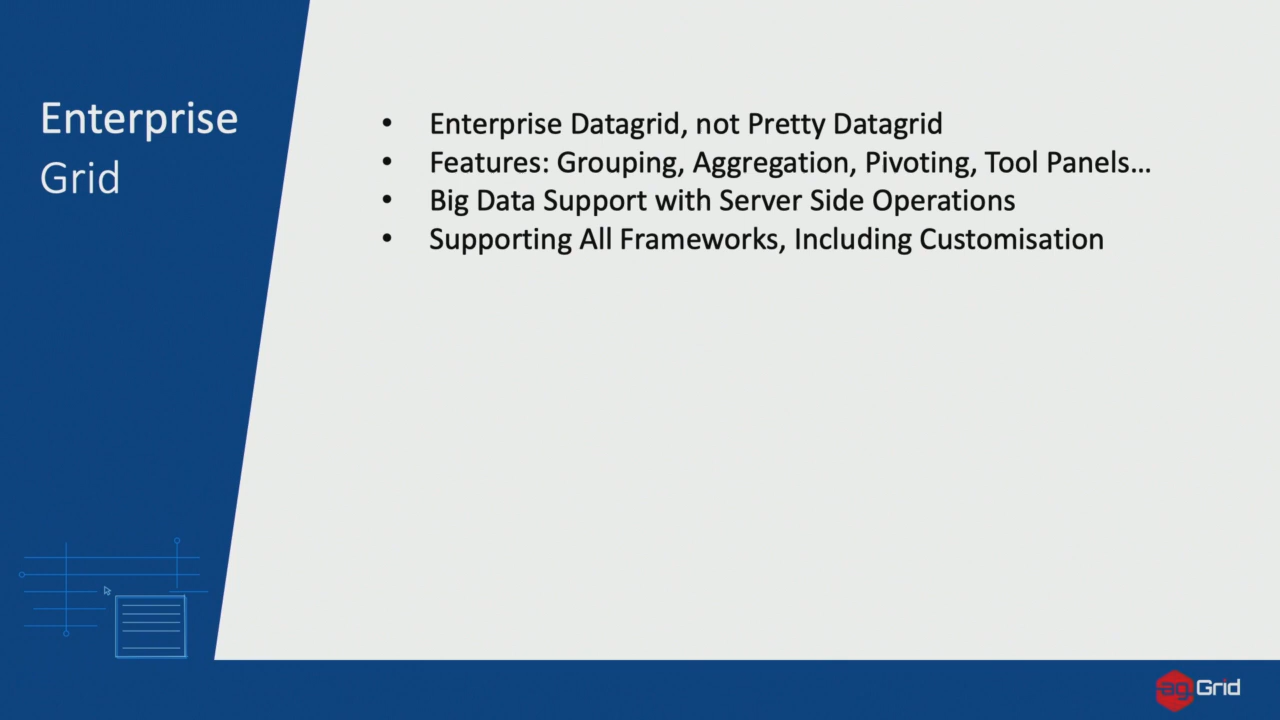 Enterprise
Grid
• Enterprise Datagrid, not Pretty Datagrid
• Features: Grouping, Aggregation, Pivoting, Tool Panels...
• Big Data Support with Server Side Operations
• Supporting All Frameworks, Including Customisation
ag.Grid